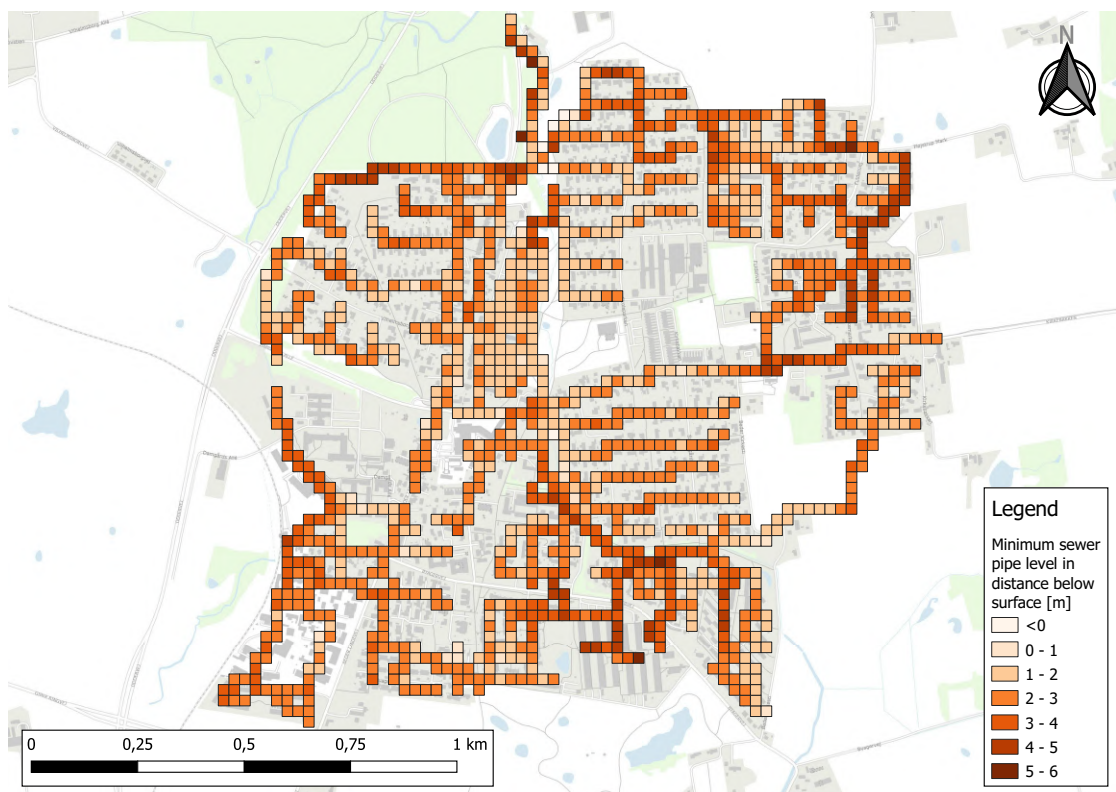 N
Legend
Minimum sewer
pipe level in
distance below
surface [m]
<0
0 - 1
1 - 2
2 - 3
3 - 4
4 - 5
5 - 6
0
0,25
0,5
0,75
1 km